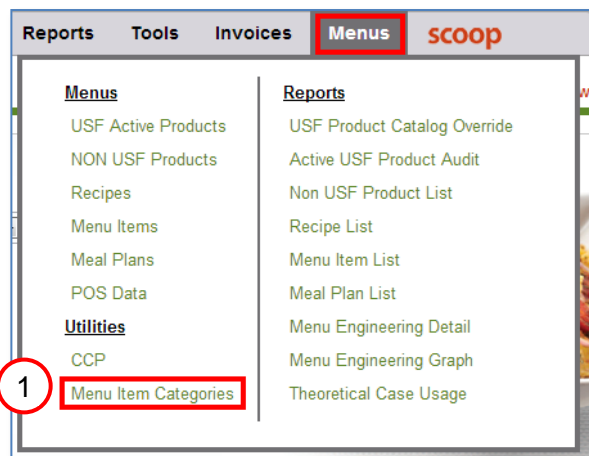 Reports Tools Invoices Menus scoop
Menus
USF Active Products
NON USF Products
Recipes
Menu Items
Meal Plans
POS Data
Utilities
CCP
1 Menu Item Categories
Reports
USF Product Catalog Override
Active USF Product Audit
Non USF Product List
Recipe List
Menu Item List
Meal Plan List
Menu Engineering Detail
Menu Engineering Graph
Theoretical Case Usage